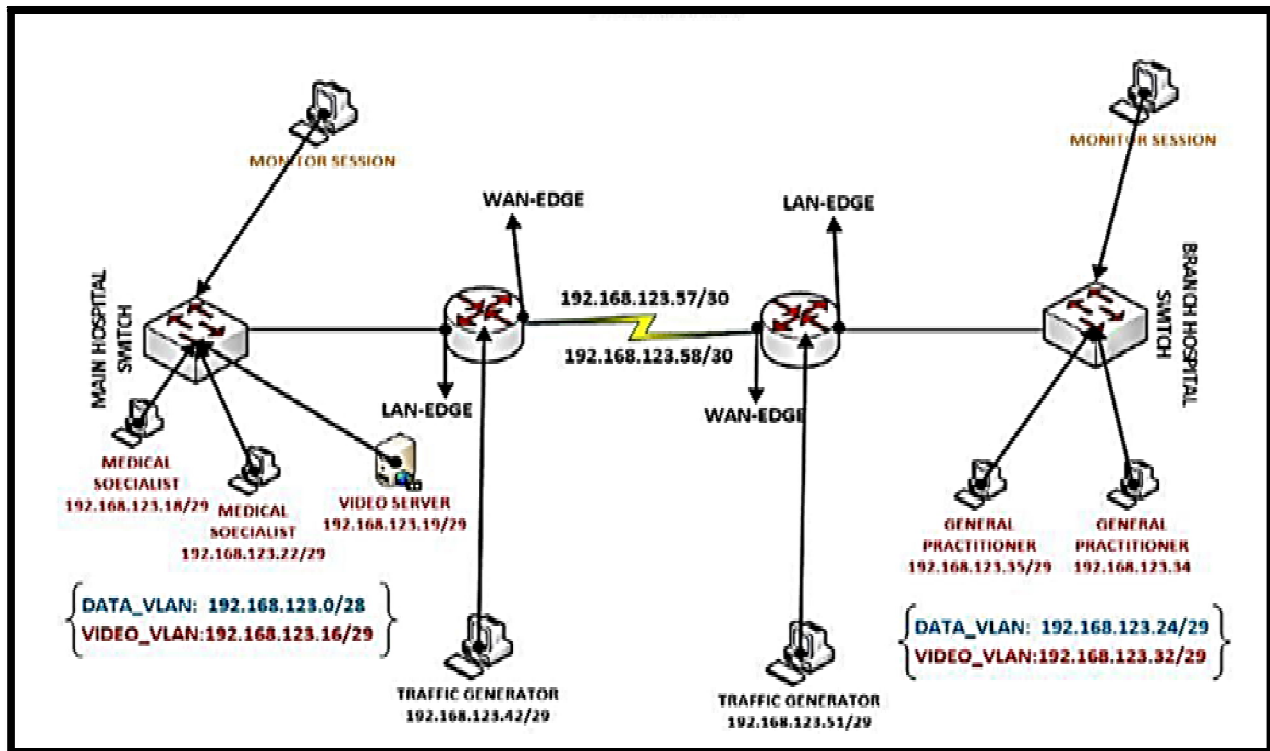 MONITOR SESSION
MONITOR SESSION
WAN-EDGE
LAN-EDGE
MAIN HOSPITAL
SWITCH
192.168.123.57/30
192.168.123.58/30
BRANCH HOSPITAL
SWITCH
LAN-EDGE
WAN-EDGE
MEDICAL
SOECIALIST
192.168.123.18/29
MEDICAL
SOECIALIST
192.168.123.22/29
VIDEO SERVER
192.168.123.19/29
GENERAL
PRACTITIONER
192.168.123.35/29
GENERAL
PRACTITIONER
192.168.123.34
DATA_VLAN: 192.168.123.0/28
VIDEO_VLAN:192.168.123.16/29
DATA_VLAN: 192.168.123.24/29
VIDEO_VLAN:192.168.123.32/29
TRAFFIC GENERATOR
192.168.123.42/29
TRAFFIC GENERATOR
192.168.123.51/29